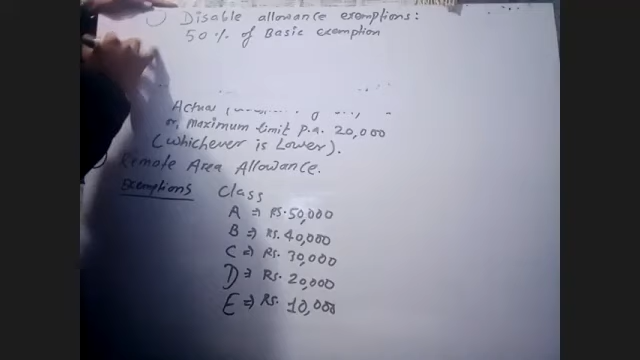 Disable allowance exemptions:
50% of Basic exemption
Actual
or, Maximum limit P.a. 20,000
(whichever is Lower).
Remote Area Allowance.
Exemptions Class
A => Rs. 50,000
B => Rs. 40,000
C => Rs. 30,000
D => Rs. 20,000
E => Rs. 10,000